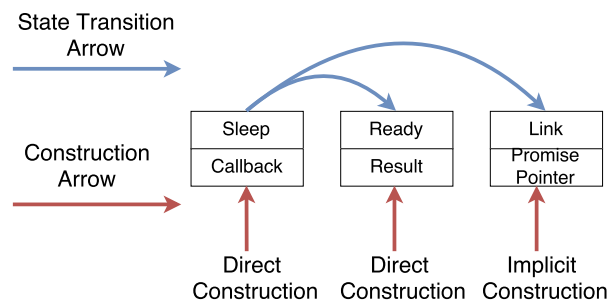 State Transition
Arrow
Sleep
Ready
Link
Construction
Arrow
Callback
Result
Promise
Pointer
Direct
Construction
Direct
Construction
Implicit
Construction